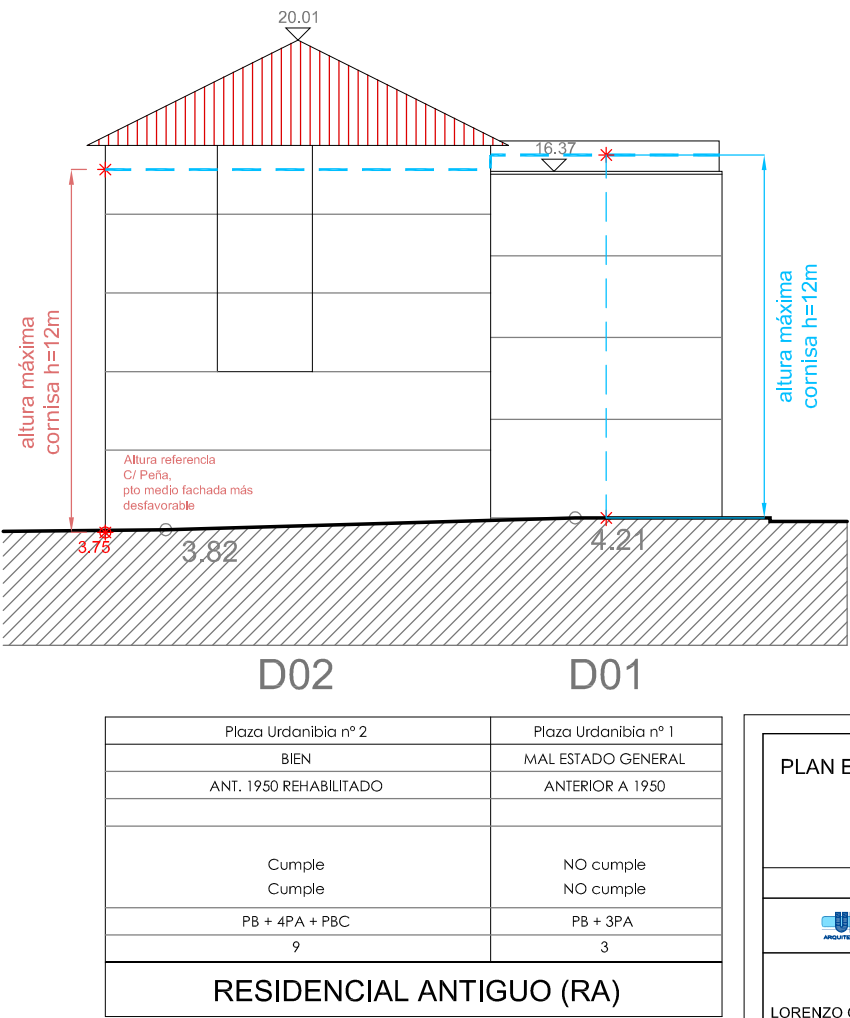 20.01
16.37
altura máxima
cornisa h=12m
altura máxima
cornisa h=12m
Altura referencia
C/ Peña,
pto medio fachada más
desfavorable
3.75
3.82
4.21
D02
D01
Plaza Urdanibia nº 2
Plaza Urdanibia nº 1
BIEN
MAL ESTADO GENERAL
ANT. 1950 REHABILITADO
ANTERIOR A 1950
Cumple
NO cumple
Cumple
NO cumple
PB + 4PA + PBC
PB + 3PA
9
3
RESIDENCIAL ANTIGUO (RA)
PLAN E
ARQUITE
LORENZO